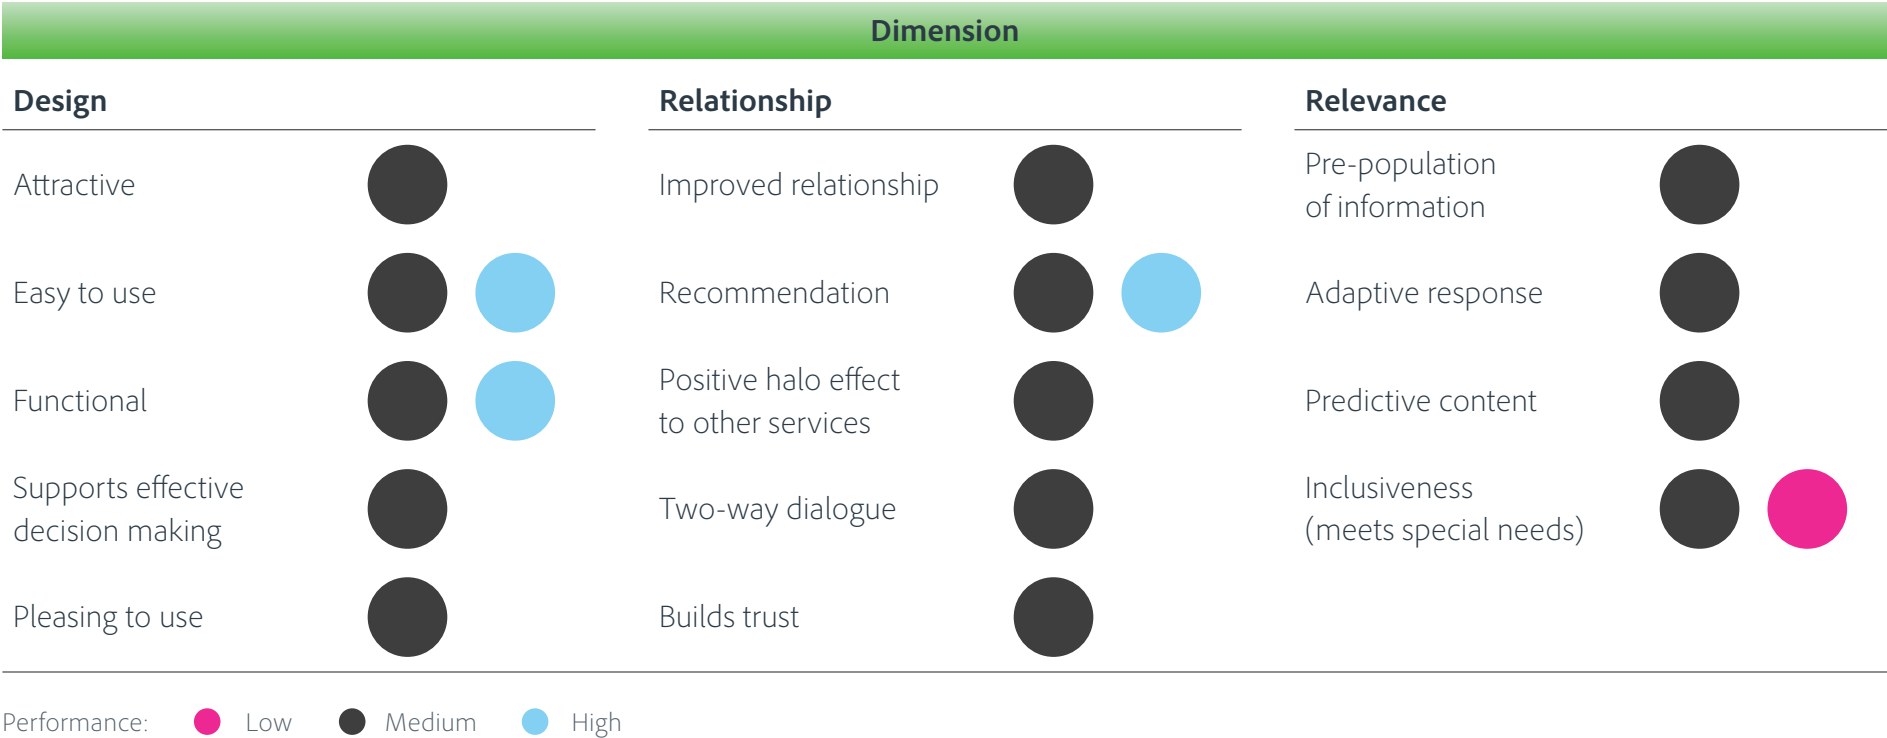 Dimension
Design
Attractive
Easy to use
Functional
Supports effective
decision making
Pleasing to use
Relationship
Improved relationship
Recommendation
Positive halo effect
to other services
Two-way dialogue
Builds trust
Relevance
Pre-population
of information
Adaptive response
Predictive content
Inclusiveness
(meets special needs)
Performance: Low Medium High